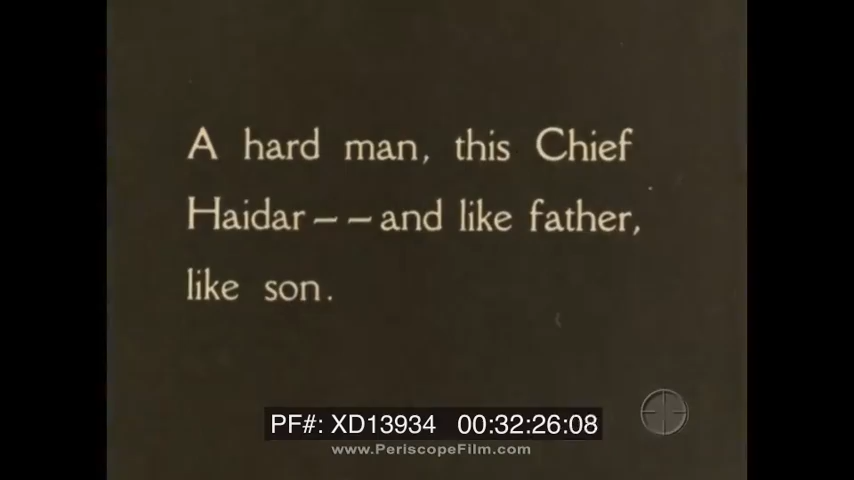 A hard man, this Chief
Haidar -- and like father,
like son.
PF#: XD13934 00:32:26:08
www.PeriscopeFilm.com